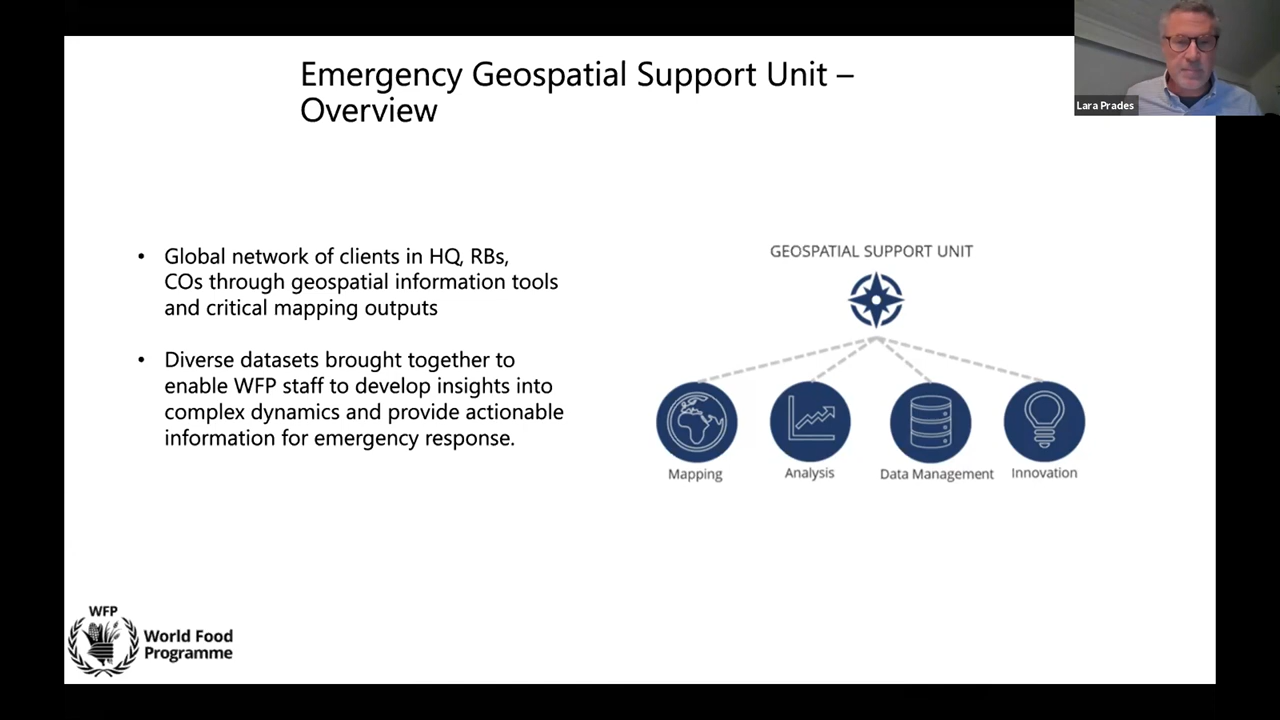 Emergency Geospatial Support Unit –
Overview
Lara Prades
• Global network of clients in HQ, RBs,
COs through geospatial information tools
and critical mapping outputs
• Diverse datasets brought together to
enable WFP staff to develop insights into
complex dynamics and provide actionable
information for emergency response.
GEOSPATIAL SUPPORT UNIT
Mapping
Analysis
Data Management
Innovation
WFP
World Food
Programme